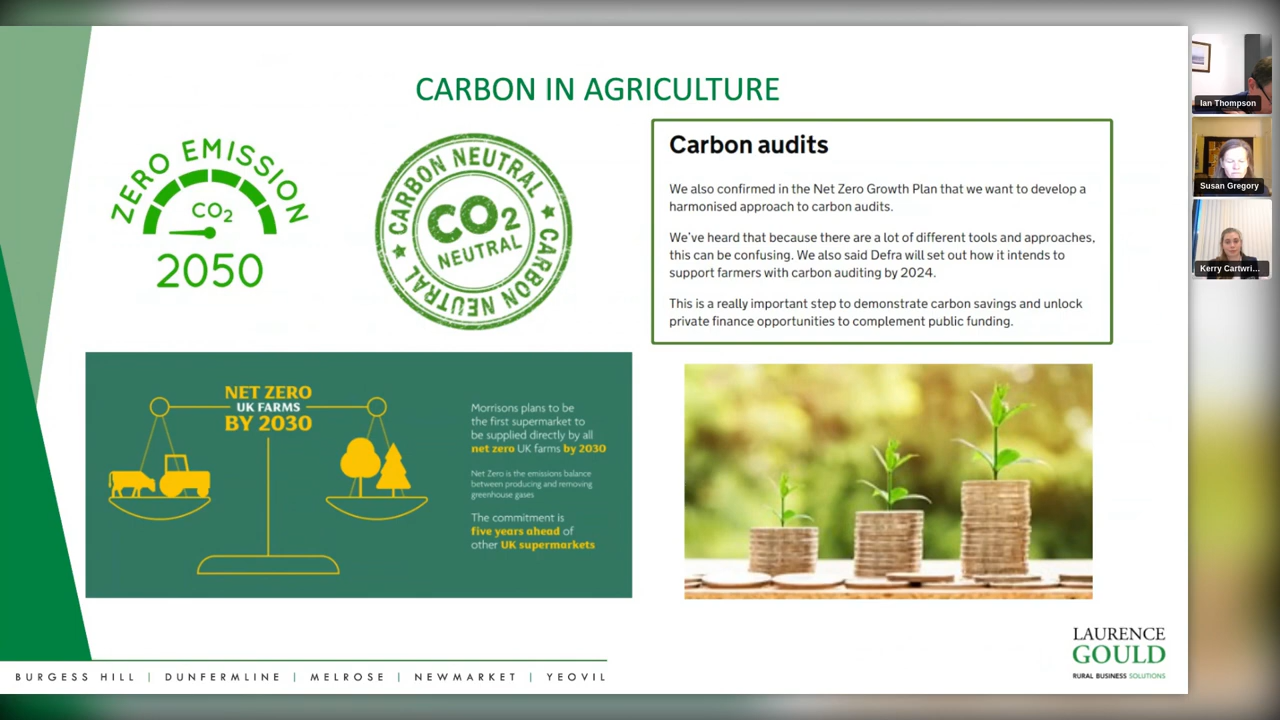 CARBON IN AGRICULTURE
ZERO EMISSION
CO2
2050
CARBON NEUTRAL
CO2
NEUTRAL
CARBON NEUTRAL
Carbon audits
We also confirmed in the Net Zero Growth Plan that we want to develop a
harmonised approach to carbon audits.
We've heard that because there are a lot of different tools and approaches,
this can be confusing. We also said Defra will set out how it intends to
support farmers with carbon auditing by 2024.
This is a really important step to demonstrate carbon savings and unlock
private finance opportunities to complement public funding.
NET ZERO
UK FARMS
BY 2030
Morrisons plans to be
the first supermarket to
be supplied directly by all
net zero UK farms by 2030
Net Zero is the emissions balance
between producing and removing
greenhouse gases
The commitment is
five years ahead of
other UK supermarkets
LAURENCE
GOULD
RURAL BUSINESS SOLUTIONS
BURGESS HILL | DUNFERMLINE | MELROSE | NEWMARKET | YEOVIL
Ian Thompson
Susan Gregory
Kerry Cartwri...